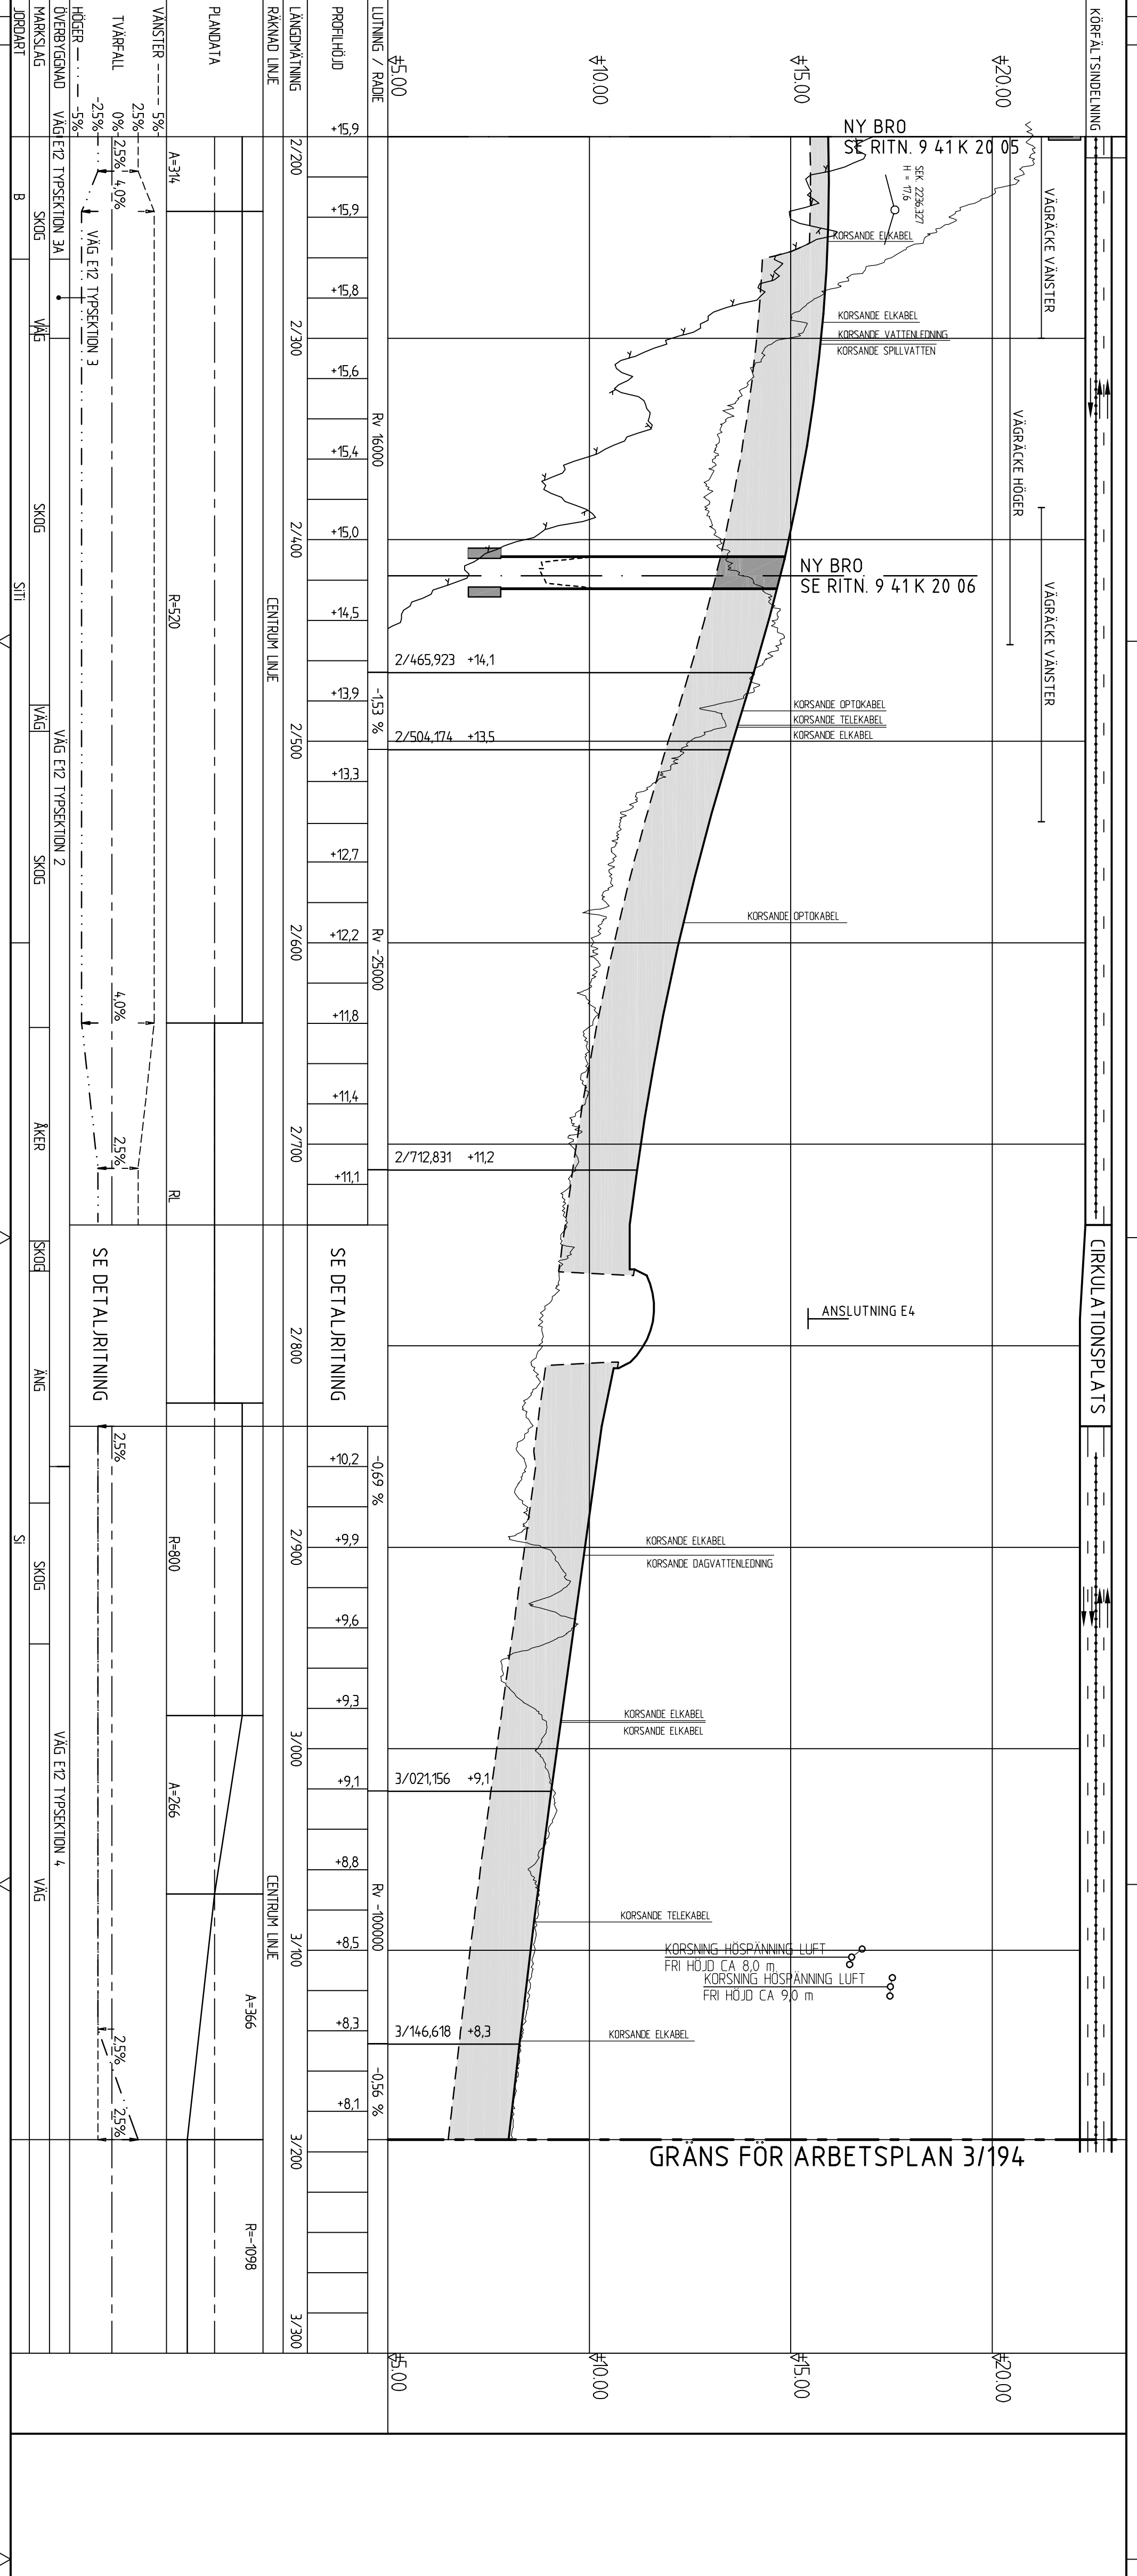 KÖRFÄLTSINDELNING
CIRKULATIONSPLATS
VÄGRÄCKE VÄNSTER
VÄGRÄCKE HÖGER
VÄGRÄCKE VÄNSTER
+20.00
+15.00
+10.00
+5.00
+20.00
+15.00
+10.00
+5.00
NY BRO
SE RITN. 9 41 K 20 05
SEK. 2236.327
H = 17,6
KORSANDE ELKABEL
KORSANDE ELKABEL
KORSANDE VATTENLEDNING
KORSANDE SPILLVATTEN
NY BRO
SE RITN. 9 41 K 20 06
KORSANDE OPTOKABEL
KORSANDE TELEKABEL
KORSANDE ELKABEL
KORSANDE OPTOKABEL
ANSLUTNING E4
KORSANDE ELKABEL
KORSANDE DAGVATTENLEDNING
KORSANDE ELKABEL
KORSANDE ELKABEL
KORSANDE TELEKABEL
KORSNING HÖSPÄNNING LUFT
FRI HÖJD CA 8,0 m
KORSNING HÖSPÄNNING LUFT
FRI HÖJD CA 9,0 m
KORSANDE ELKABEL
GRÄNS FÖR ARBETSPLAN 3/194
2/465,923 +14,1
2/504,174 +13,5
2/712,831 +11,2
3/021,156 +9,1
3/146,618 +8,3
LUTNING / RADIE
Rv 16000
-1,53 %
Rv -25000
-0,69 %
Rv -100000
-0,56 %
PROFILHÖJD
+15,9
+15,9
+15,8
+15,6
+15,4
+15,0
+14,5
+13,9
+13,3
+12,7
+12,2
+11,8
+11,4
+11,1
SE DETALJRITNING
+10,2
+9,9
+9,6
+9,3
+9,1
+8,8
+8,5
+8,3
+8,1
LÄNGDMÄTNING
2/200
2/300
2/400
2/500
2/600
2/700
2/800
2/900
3/000
3/100
3/200
3/300
RÄKNAD LINJE
CENTRUM LINJE
CENTRUM LINJE
PLANDATA
A=314
R=520
RL
R=800
A=266
A=366
R=-1098
VÄNSTER ---- 5%
2.5%
TVÄRFALL 0%
-2.5%
HÖGER — · · — -5%
2,5%
4,0%
4,0%
2,5%
SE DETALJRITNING
2,5%
2,5%
2,5%
VÄG E12 TYPSEKTION 3
ÖVERBYGGNAD
VÄG E12 TYPSEKTION 3A
VÄG E12 TYPSEKTION 2
VÄG E12 TYPSEKTION 4
MARKSLAG
SKOG
VÄG
SKOG
VÄG
SKOG
ÅKER
SKOG
ÄNG
SKOG
VÄG
JORDART
B
SiTi
Si